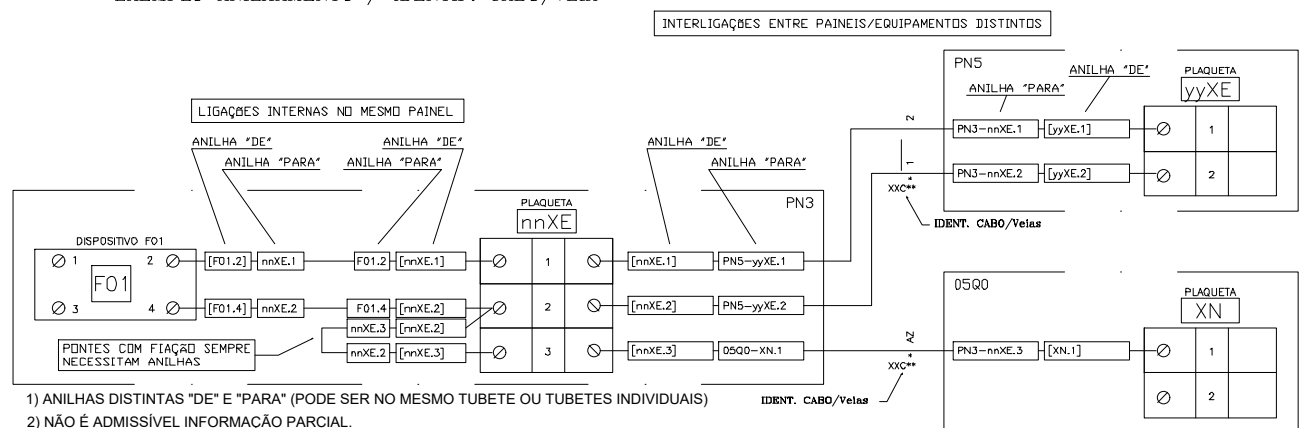 INTERLIGAÇÕES ENTRE PAINEIS/EQUIPAMENTOS DISTINTOS
LIGAÇÕES INTERNAS NO MESMO PAINEL
ANILHA "DE"
ANILHA "PARA"
ANILHA "DE"
ANILHA "PARA"
ANILHA "DE"
ANILHA "PARA"
PN3
PLAQUETA
nnXE
DISPOSITIVO F01
F01
1
2
3
4
[F01.2]
nnXE.1
F01.2
[nnXE.1]
1
[nnXE.1]
PN5-yyXE.1
[F01.4]
nnXE.2
F01.4
[nnXE.2]
2
[nnXE.2]
PN5-yyXE.2
nnXE.3
[nnXE.2]
nnXE.2
[nnXE.3]
3
[nnXE.3]
05Q0-XN.1
PONTES COM FIAÇÃO SEMPRE
NECESSITAM ANILHAS
PN5
ANILHA "DE"
ANILHA "PARA"
PLAQUETA
yyXE
2
PN3-nnXE.1
[yyXE.1]
1
1
PN3-nnXE.2
[yyXE.2]
2
XXC**
*
IDENT. CABO/Veias
05Q0
PLAQUETA
XN
AZ
PN3-nnXE.3
[XN.1]
1
2
XXC**
*
IDENT. CABO/Veias
1) ANILHAS DISTINTAS "DE" E "PARA" (PODE SER NO MESMO TUBETE OU TUBETES INDIVIDUAIS)
2) NÃO É ADMISSÍVEL INFORMAÇÃO PARCIAL.